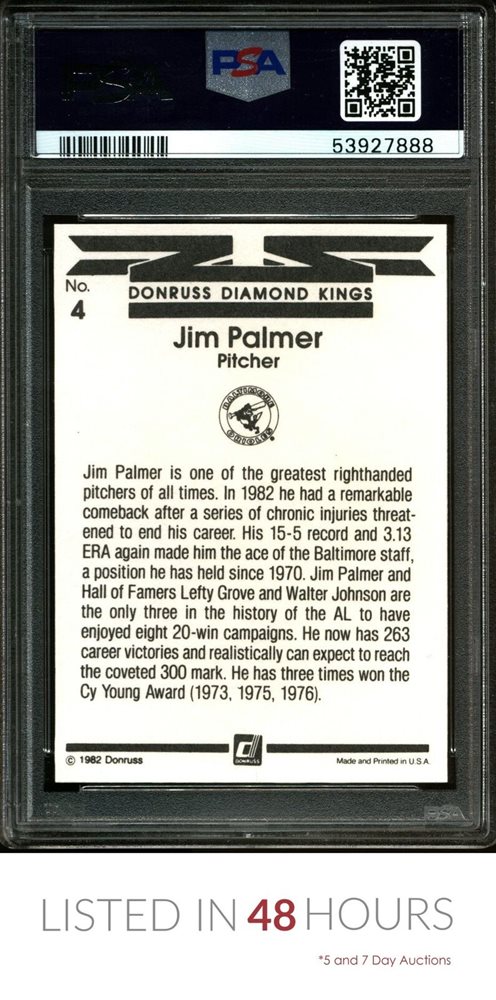 PSA
53927888
No.
4
DONRUSS DIAMOND KINGS
Jim Palmer
Pitcher
Jim Palmer is one of the greatest righthanded
pitchers of all times. In 1982 he had a remarkable
comeback after a series of chronic injuries threat-
ened to end his career. His 15-5 record and 3.13
ERA again made him the ace of the Baltimore staff,
a position he has held since 1970. Jim Palmer and
Hall of Famers Lefty Grove and Walter Johnson are
the only three in the history of the AL to have
enjoyed eight 20-win campaigns. He now has 263
career victories and realistically can expect to reach
the coveted 300 mark. He has three times won the
Cy Young Award (1973, 1975, 1976).
© 1982 Donruss
DONRUSS
Made and Printed in U.S.A.
PSA
LISTED IN 48 HOURS
*5 and 7 Day Auctions